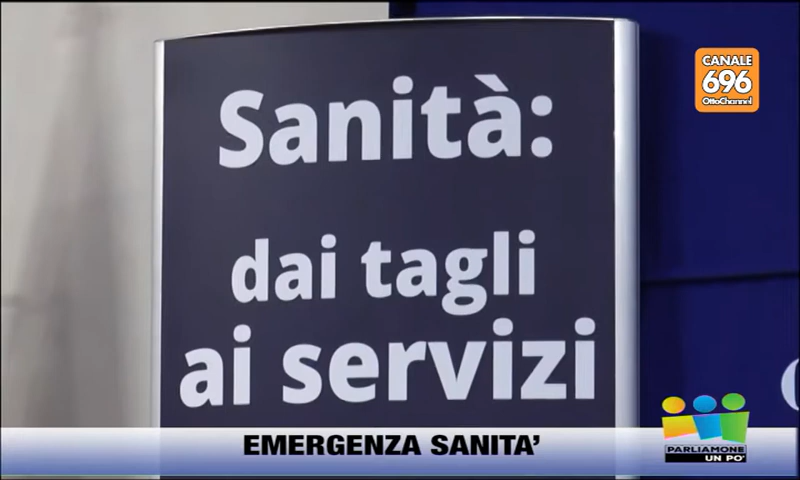 CANALE
696
OttoChannel
Sanità:
dai tagli
ai servizi
EMERGENZA SANITA'
PARLIAMONE
UN PO'